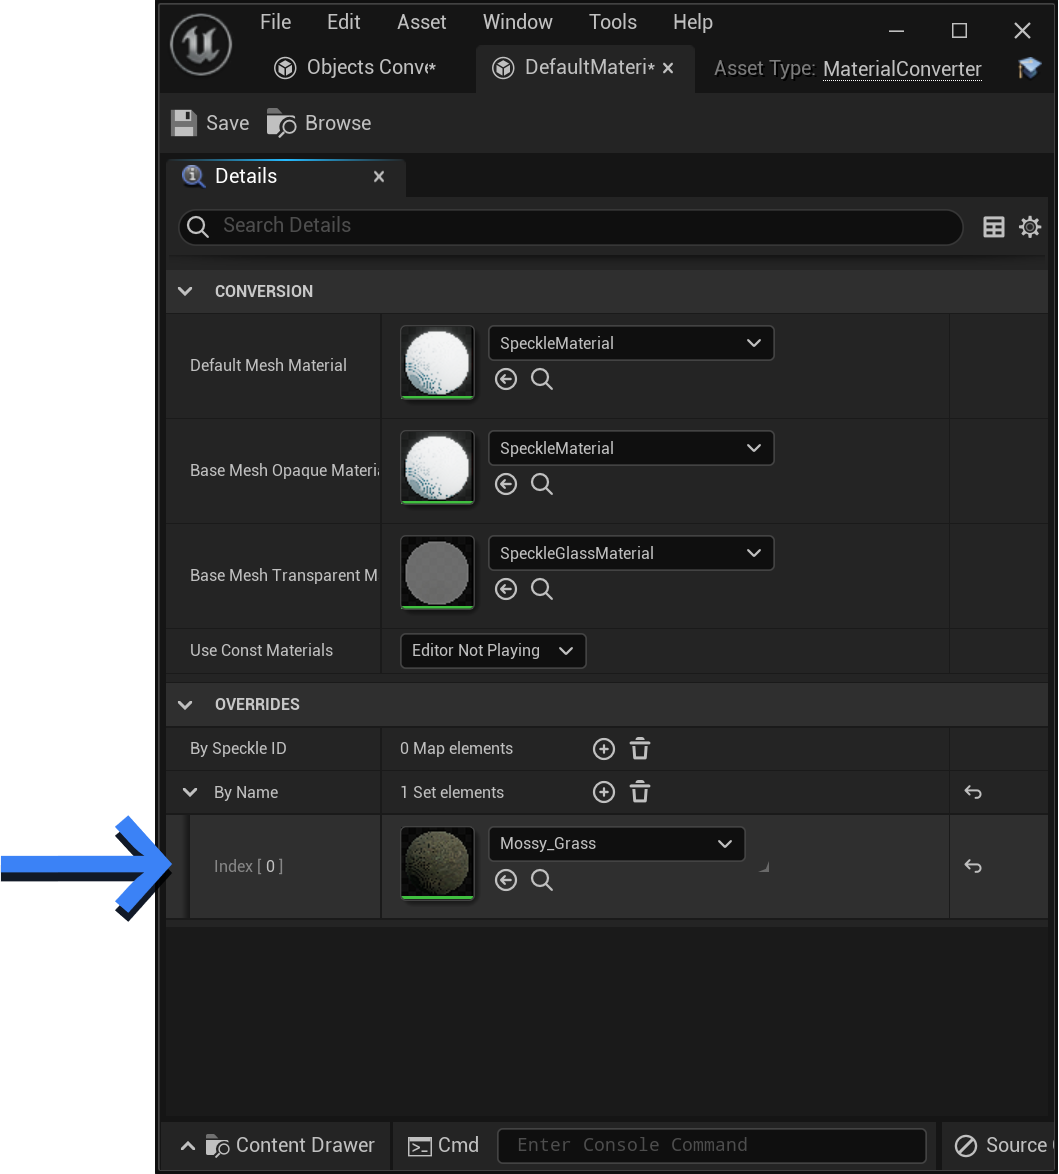 File Edit Asset Window Tools Help
Objects Conv* DefaultMateri* Asset Type: MaterialConverter
Save Browse
Details
Search Details
CONVERSION
Default Mesh Material SpeckleMaterial
Base Mesh Opaque Materi SpeckleMaterial
Base Mesh Transparent M SpeckleGlassMaterial
Use Const Materials Editor Not Playing
OVERRIDES
By Speckle ID 0 Map elements
By Name 1 Set elements
Index [ 0 ] Mossy_Grass
Content Drawer Cmd Enter Console Command Source